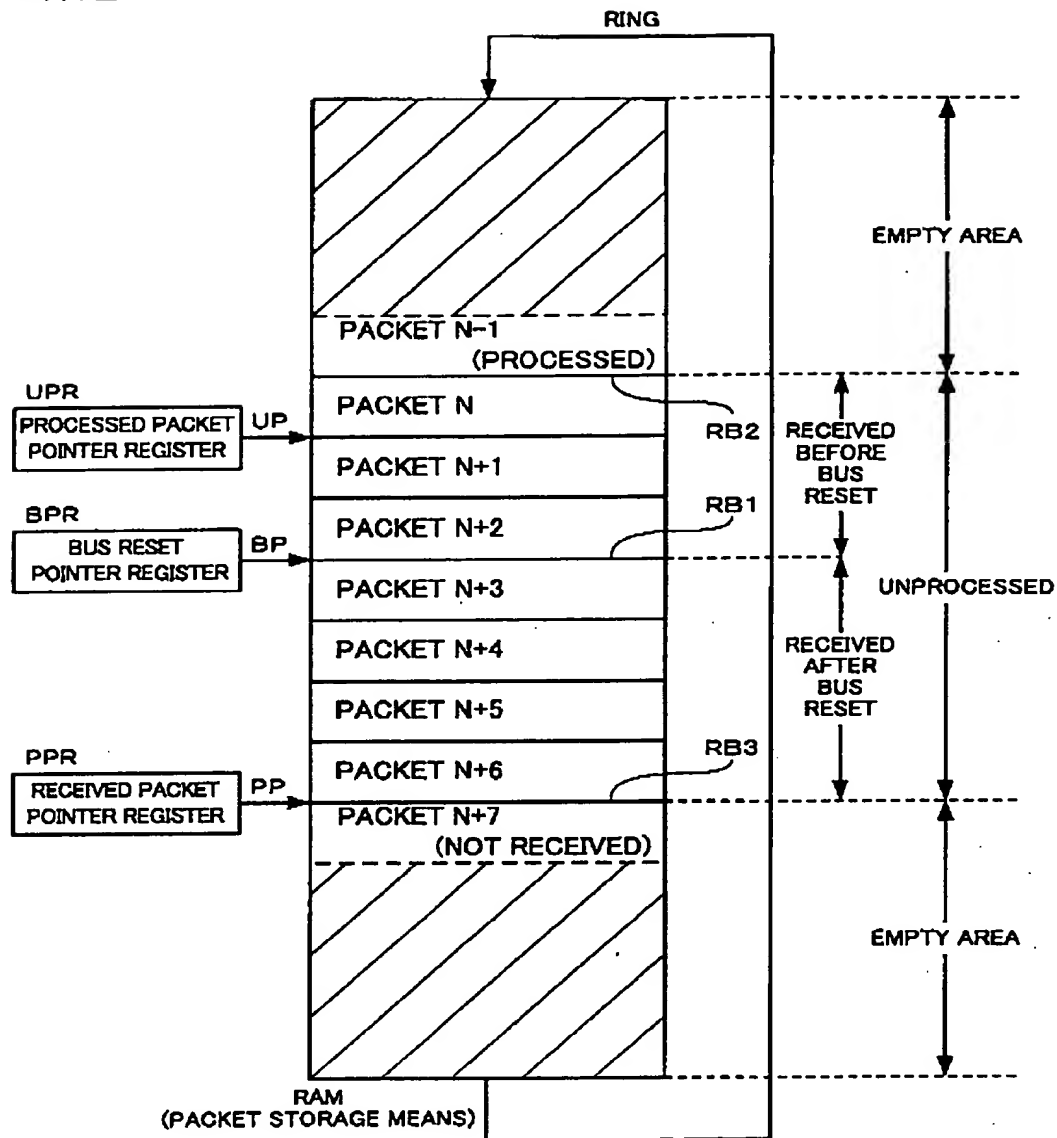 RING
EMPTY AREA
PACKET N-1
(PROCESSED)
UPR
PROCESSED PACKET
POINTER REGISTER
UP
PACKET N
RB2
RECEIVED
BEFORE
BUS
RESET
PACKET N+1
BPR
BUS RESET
POINTER REGISTER
BP
PACKET N+2
RB1
PACKET N+3
UNPROCESSED
PACKET N+4
RECEIVED
AFTER
BUS
RESET
PACKET N+5
PPR
RECEIVED PACKET
POINTER REGISTER
PP
PACKET N+6
RB3
PACKET N+7
(NOT RECEIVED)
EMPTY AREA
RAM
(PACKET STORAGE MEANS)